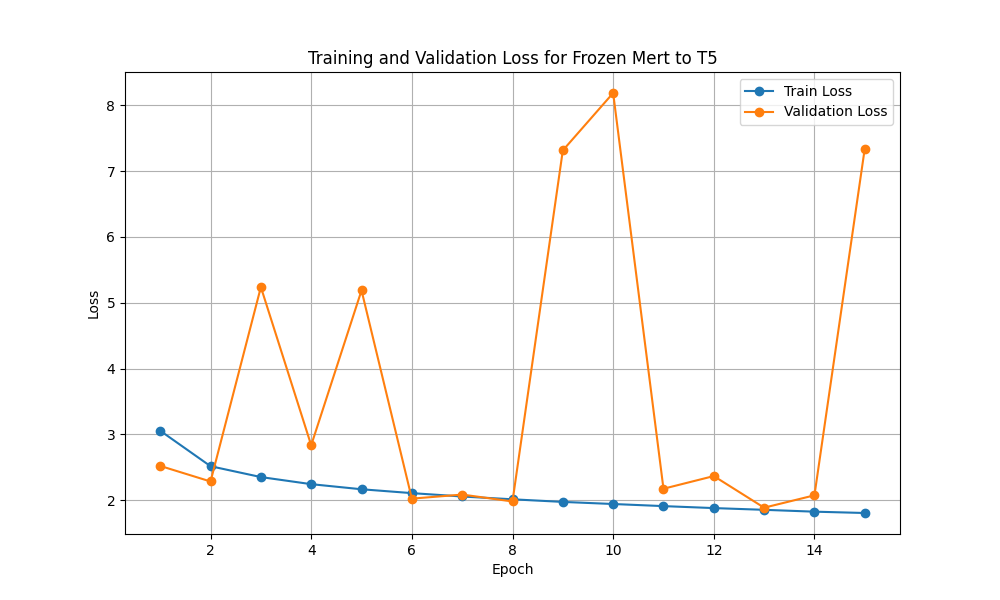 Training and Validation Loss for Frozen Mert to T5
Train Loss
Validation Loss
8
7
6
5
4
3
2
Loss
2 4 6 8 10 12 14
Epoch